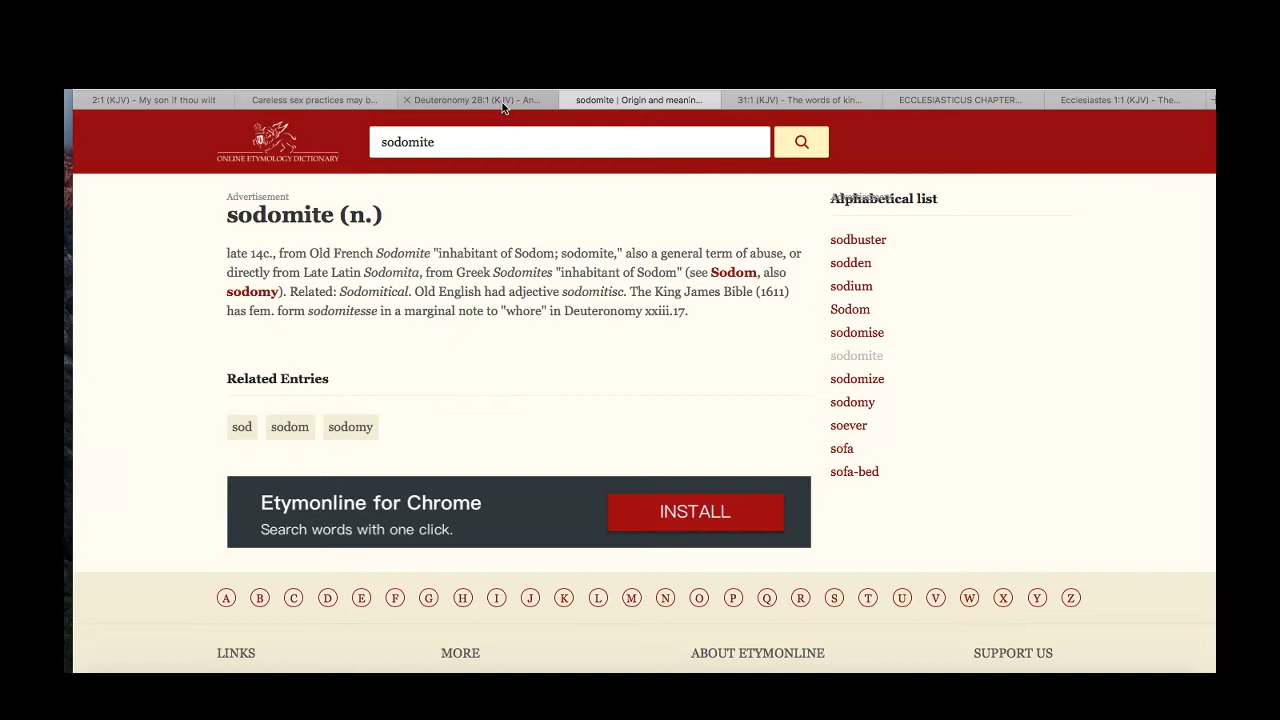 2:1 (KJV) - My son if thou wilt
Careless sex practices may b...
Deuteronomy 28:1 (KJV) - An...
sodomite | Origin and meanin...
31:1 (KJV) - The words of kin...
ECCLESIASTICUS CHAPTER...
Ecclesiastes 1:1 (KJV) - The...
ONLINE ETYMOLOGY DICTIONARY
sodomite
Advertisement
sodomite (n.)
late 14c., from Old French Sodomite "inhabitant of Sodom; sodomite," also a general term of abuse, or
directly from Late Latin Sodomita, from Greek Sodomites "inhabitant of Sodom" (see Sodom, also
sodomy). Related: Sodomitical. Old English had adjective sodomitisc. The King James Bible (1611)
has fem. form sodomitesse in a marginal note to "whore" in Deuteronomy xxiii.17.
Related Entries
sod
sodom
sodomy
Etymonline for Chrome
Search words with one click.
INSTALL
Advertisement
Alphabetical list
sodbuster
sodden
sodium
Sodom
sodomise
sodomite
sodomize
sodomy
soever
sofa
sofa-bed
A B C D E F G H I J K L M N O P Q R S T U V W X Y Z
LINKS
MORE
ABOUT ETYMONLINE
SUPPORT US